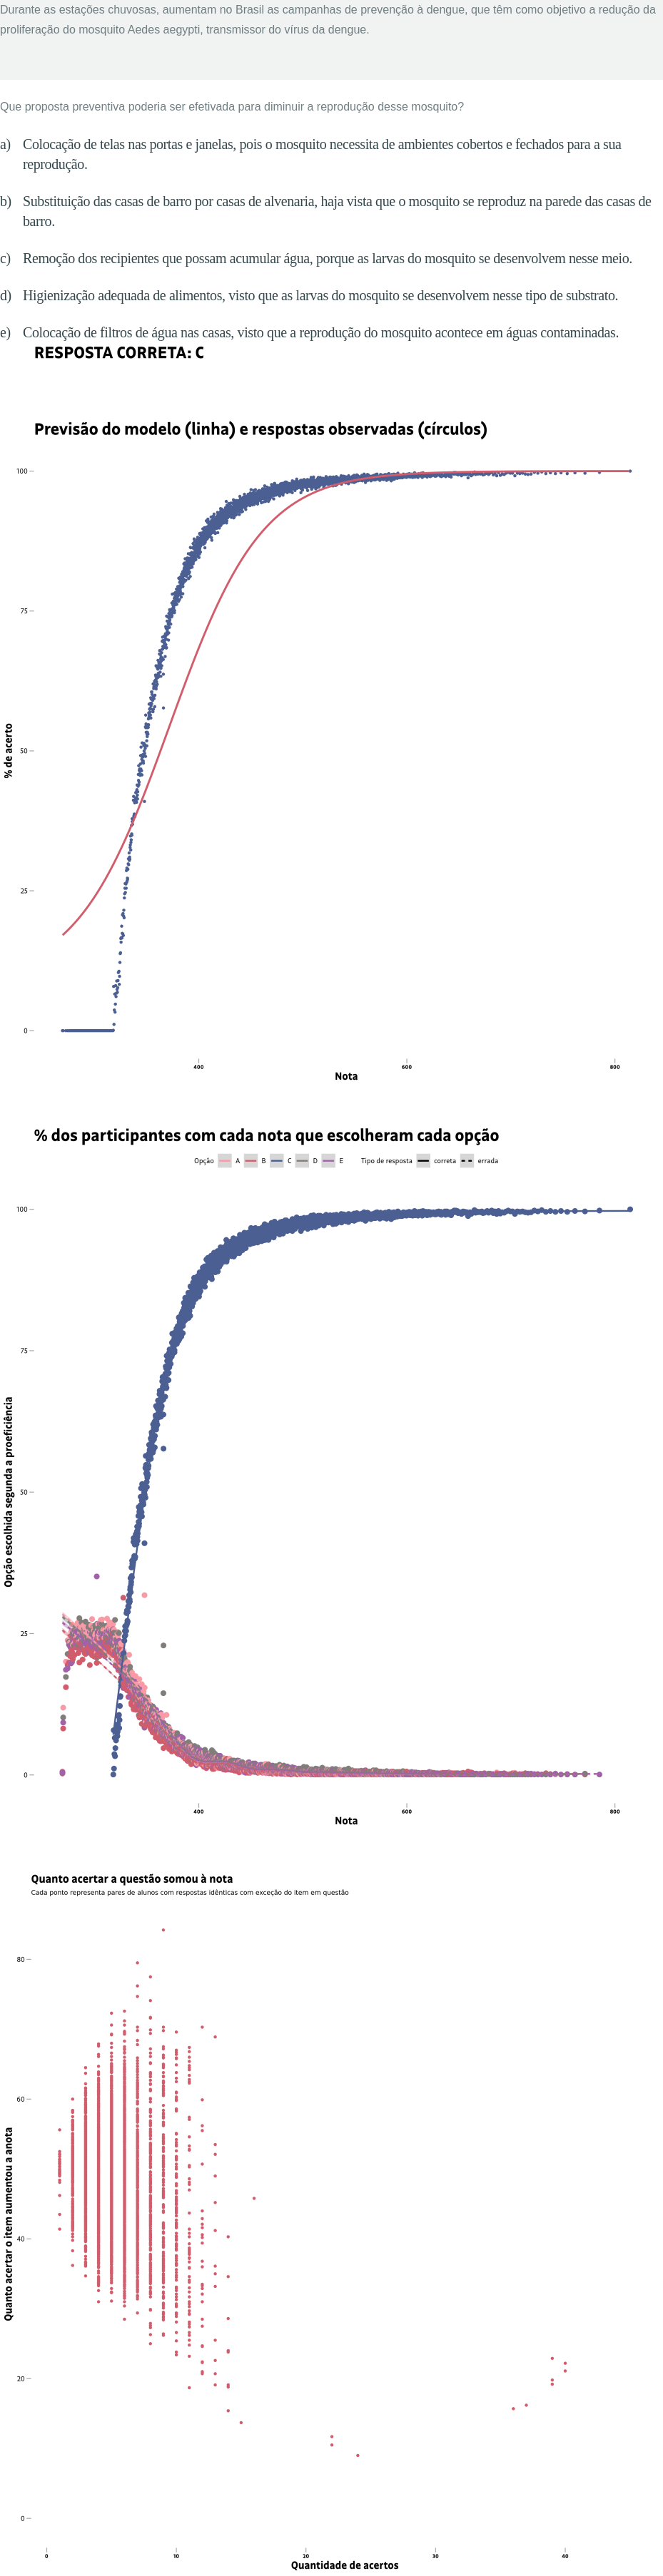 Durante as estações chuvosas, aumentam no Brasil as campanhas de prevenção à dengue, que têm como objetivo a redução da
proliferação do mosquito Aedes aegypti, transmissor do vírus da dengue.
Que proposta preventiva poderia ser efetivada para diminuir a reprodução desse mosquito?
a) Colocação de telas nas portas e janelas, pois o mosquito necessita de ambientes cobertos e fechados para a sua
reprodução.
b) Substituição das casas de barro por casas de alvenaria, haja vista que o mosquito se reproduz na parede das casas de
barro.
c) Remoção dos recipientes que possam acumular água, porque as larvas do mosquito se desenvolvem nesse meio.
d) Higienização adequada de alimentos, visto que as larvas do mosquito se desenvolvem nesse tipo de substrato.
e) Colocação de filtros de água nas casas, visto que a reprodução do mosquito acontece em águas contaminadas.
RESPOSTA CORRETA: C
Previsão do modelo (linha) e respostas observadas (círculos)
100
75
50
25
0
% de acerto
400 600 800
Nota
% dos participantes com cada nota que escolheram cada opção
Opção A B C D E Tipo de resposta correta errada
100
75
50
25
0
Opção escolhida segunda a proeficiência
400 600 800
Nota
Quanto acertar a questão somou à nota
Cada ponto representa pares de alunos com respostas idênticas com exceção do item em questão
80
60
40
20
0
Quanto acertar o item aumentou a anota
0 10 20 30 40
Quantidade de acertos